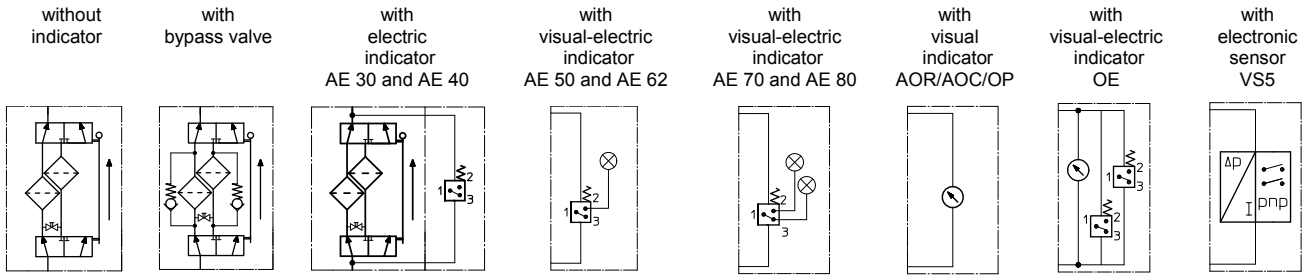 without
indicator
with
bypass valve
with
electric
indicator
AE 30 and AE 40
with
visual-electric
indicator
AE 50 and AE 62
with
visual-electric
indicator
AE 70 and AE 80
with
visual
indicator
AOR/AOC/OP
with
visual-electric
indicator
OE
with
electronic
sensor
VS5
1 2
3
1 2
3
1 2
3
1 2
3
1 2
3
Δp
I pnp